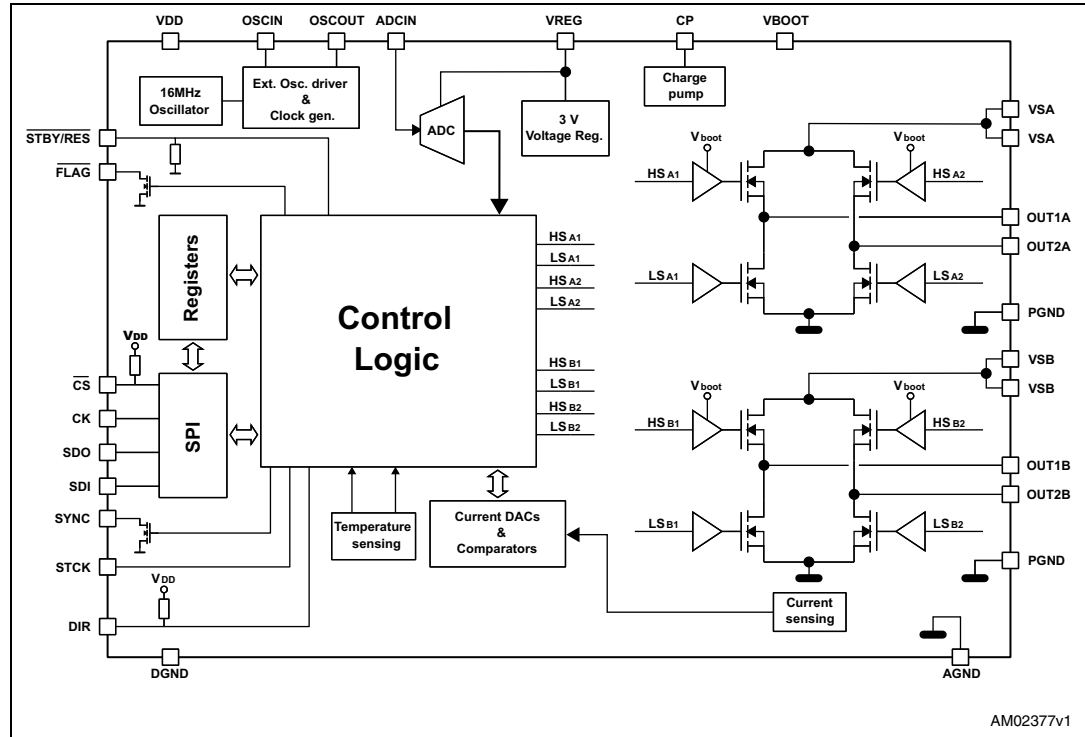 VDD
OSCIN
OSCOUT
ADCIN
VREG
CP
VBOOT
16MHz
Oscillator
Ext. Osc. driver
&
Clock gen.
ADC
3 V
Voltage Reg.
Charge
pump
STBY/RES
FLAG
Registers
SPI
VDD
CS
CK
SDO
SDI
SYNC
STCK
VDD
DIR
DGND
Control
Logic
HSA1
LSA1
HSA2
LSA2
HSB1
LSB1
HSB2
LSB2
Temperature
sensing
Current DACs
&
Comparators
Current
sensing
Vboot
Vboot
HSA1
HSA2
LSA1
LSA2
VSA
VSA
OUT1A
OUT2A
PGND
Vboot
Vboot
HSB1
HSB2
LSB1
LSB2
VSB
VSB
OUT1B
OUT2B
PGND
AGND
AM02377v1